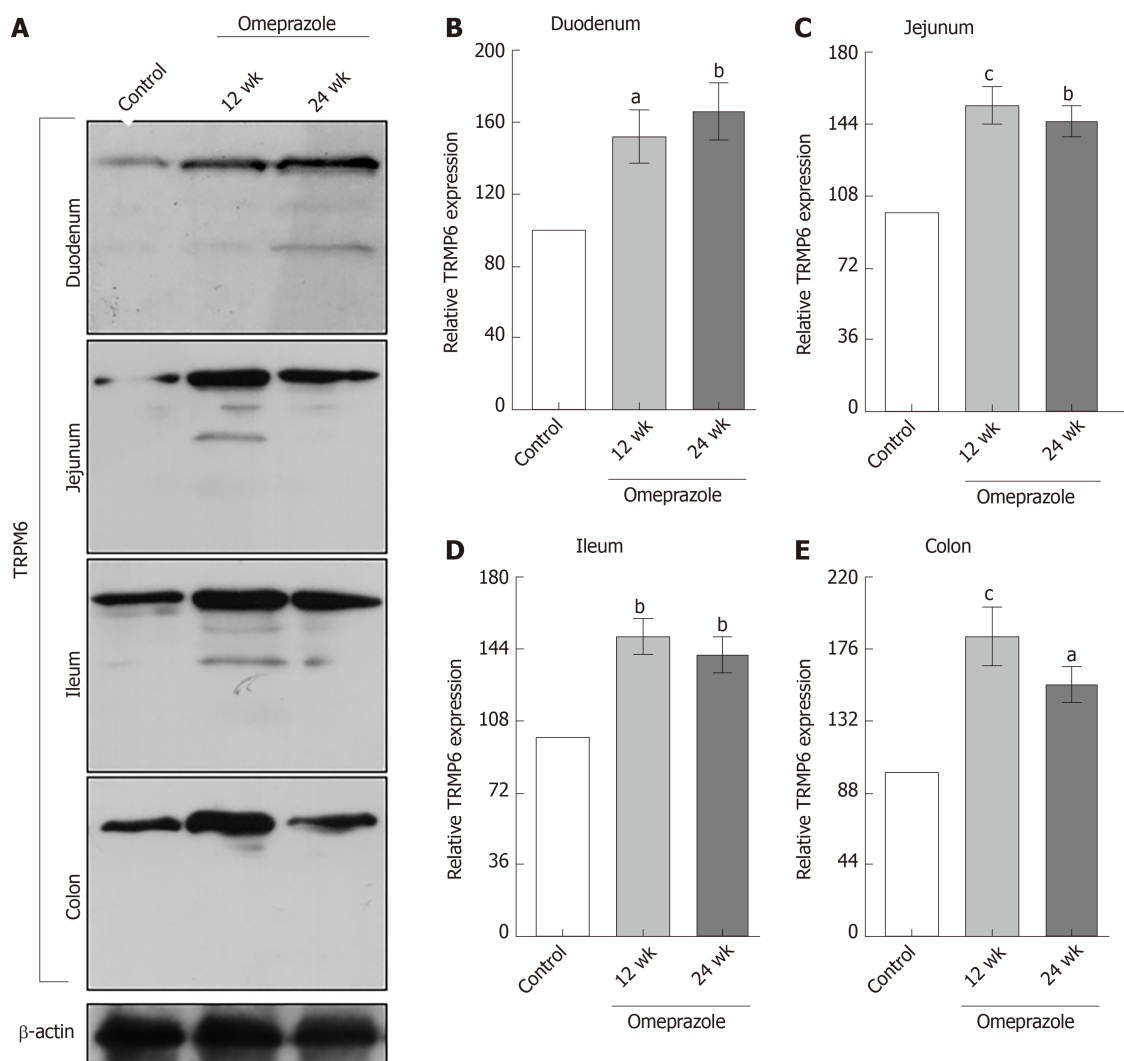 A
Omeprazole
Control
12 wk
24 wk
TRPM6
Duodenum
Jejunum
Ileum
Colon
β-actin
B
Duodenum
Relative TRMP6 expression
200
160
120
80
40
0
a
b
Control
12 wk
24 wk
Omeprazole
C
Jejunum
Relative TRMP6 expression
180
144
108
72
36
0
c
b
Control
12 wk
24 wk
Omeprazole
D
Ileum
Relative TRMP6 expression
180
144
108
72
36
0
b
b
Control
12 wk
24 wk
Omeprazole
E
Colon
Relative TRMP6 expression
220
176
132
88
44
0
c
a
Control
12 wk
24 wk
Omeprazole